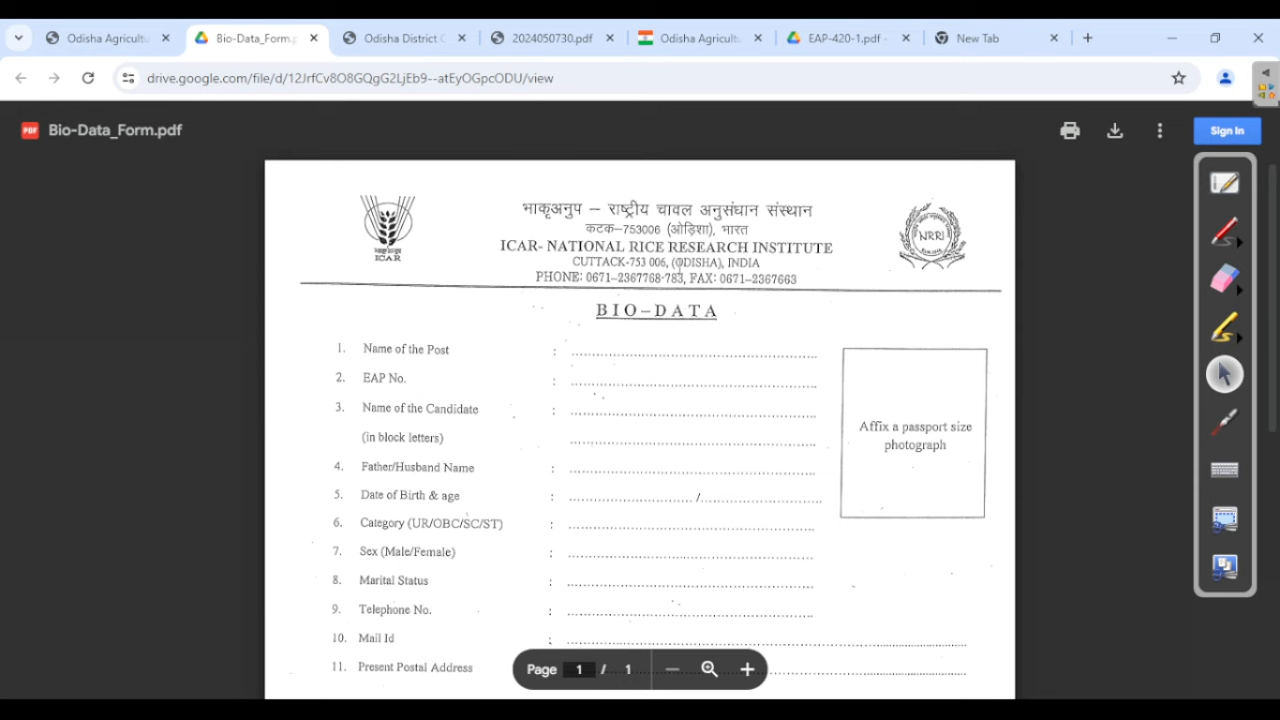 Odisha Agricultu
Bio-Data_Form.p
Odisha District C
2024050730.pdf
Odisha Agricultu
EAP-420-1.pdf -
New Tab
drive.google.com/file/d/12JrfCv8O8GQgG2LjEb9--atEyOGpcODU/view
PDF Bio-Data_Form.pdf
Sign in
भाकृअनुप – राष्ट्रीय चावल अनुसंधान संस्थान
कटक–753006 (ओड़िशा), भारत
ICAR- NATIONAL RICE RESEARCH INSTITUTE
CUTTACK-753 006, (ODISHA), INDIA
PHONE: 0671–2367768-783, FAX: 0671–2367663
ICAR
NRRI
BIO–DATA
1. Name of the Post :
2. EAP No. :
3. Name of the Candidate :
(in block letters)
4. Father/Husband Name :
5. Date of Birth & age : /
6. Category (UR/OBC/SC/ST) :
7. Sex (Male/Female) :
8. Marital Status :
9. Telephone No. :
10. Mail Id :
11. Present Postal Address
Affix a passport size
photograph
Page 1 / 1